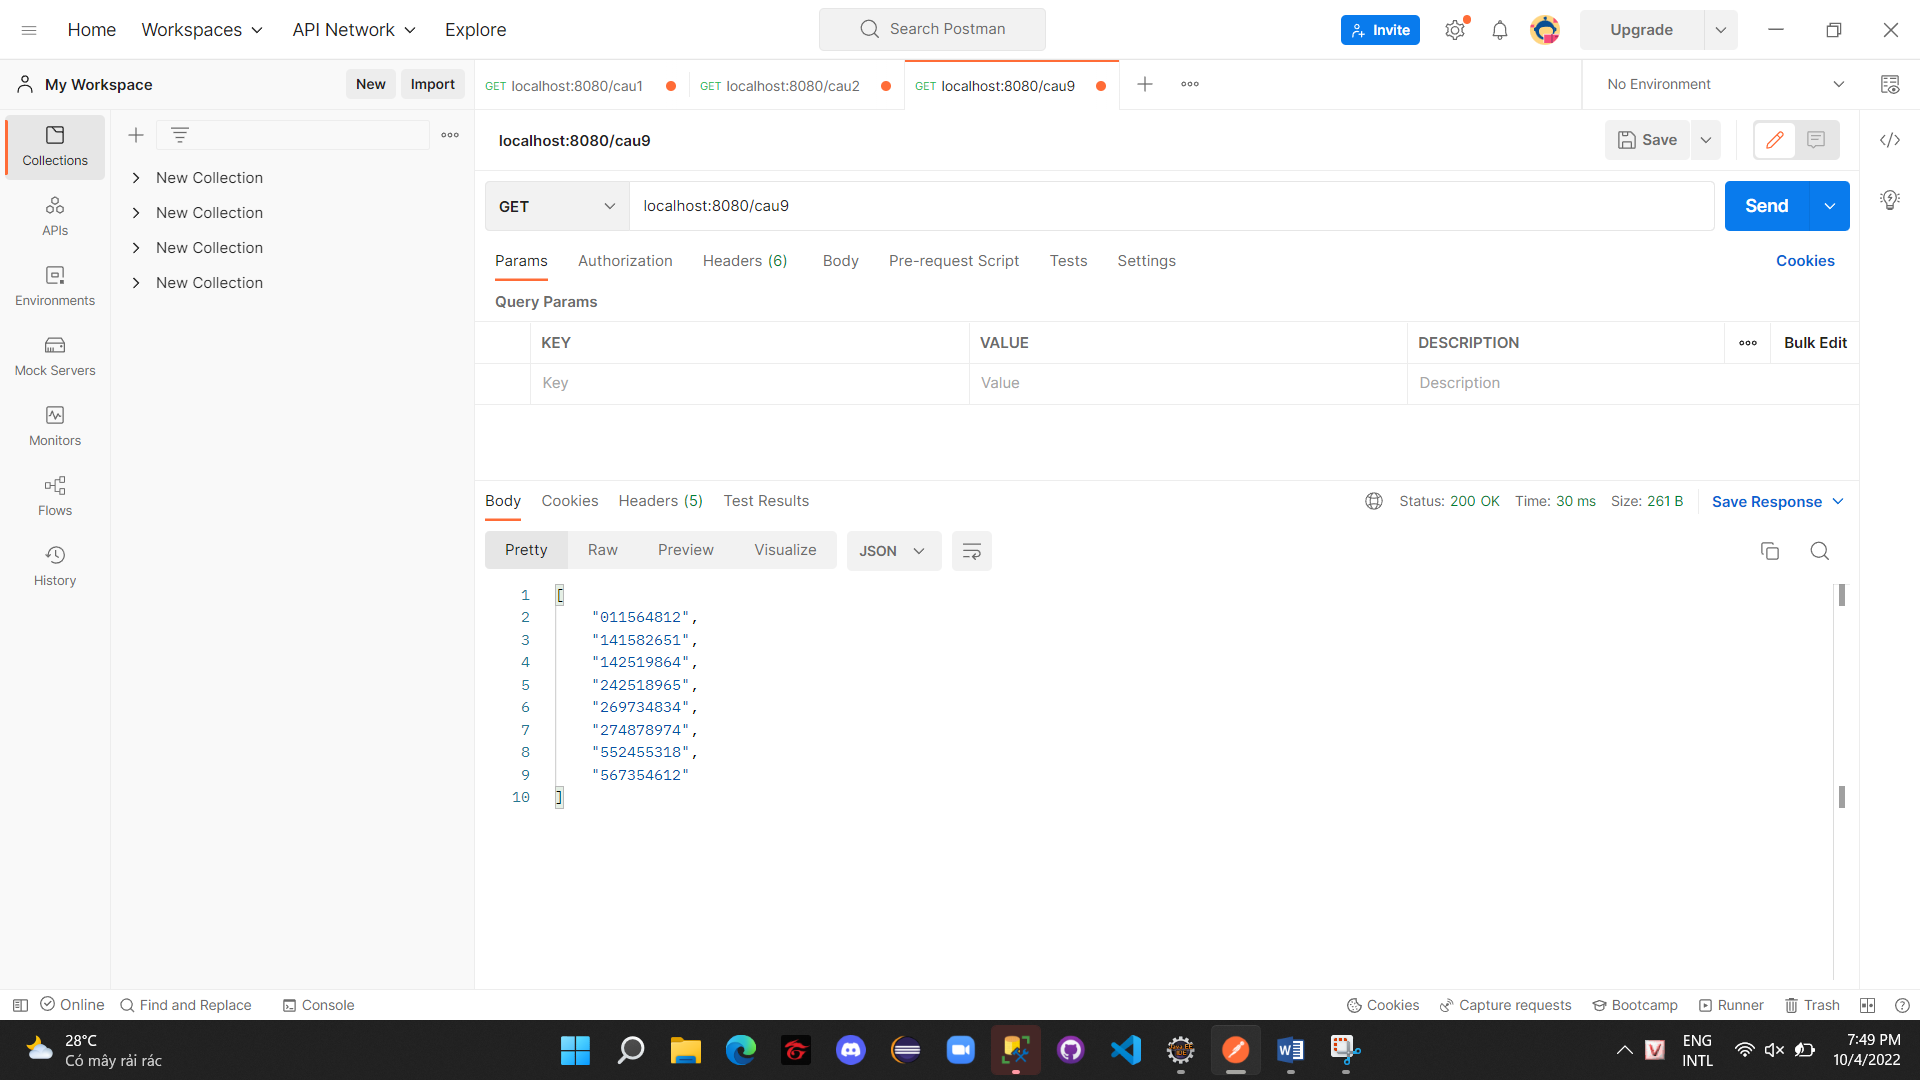 Home Workspaces API Network Explore
Search Postman
Invite
Upgrade
My Workspace
New Import
GET localhost:8080/cau1
GET localhost:8080/cau2
GET localhost:8080/cau9
No Environment
Collections
APIs
Environments
Mock Servers
Monitors
Flows
History
New Collection
New Collection
New Collection
New Collection
localhost:8080/cau9
Save
GET localhost:8080/cau9
Send
Params Authorization Headers (6) Body Pre-request Script Tests Settings
Cookies
Query Params
KEY VALUE DESCRIPTION
Bulk Edit
Key Value Description
Body Cookies Headers (5) Test Results
Status: 200 OK Time: 30 ms Size: 261 B
Save Response
Pretty Raw Preview Visualize
JSON
1 [
2 "011564812",
3 "141582651",
4 "142519864",
5 "242518965",
6 "269734834",
7 "274878974",
8 "552455318",
9 "567354612"
10 ]
Online Find and Replace Console
Cookies Capture requests Bootcamp Runner Trash
28°C
Có mây rải rác
ENG
INTL
7:49 PM
10/4/2022